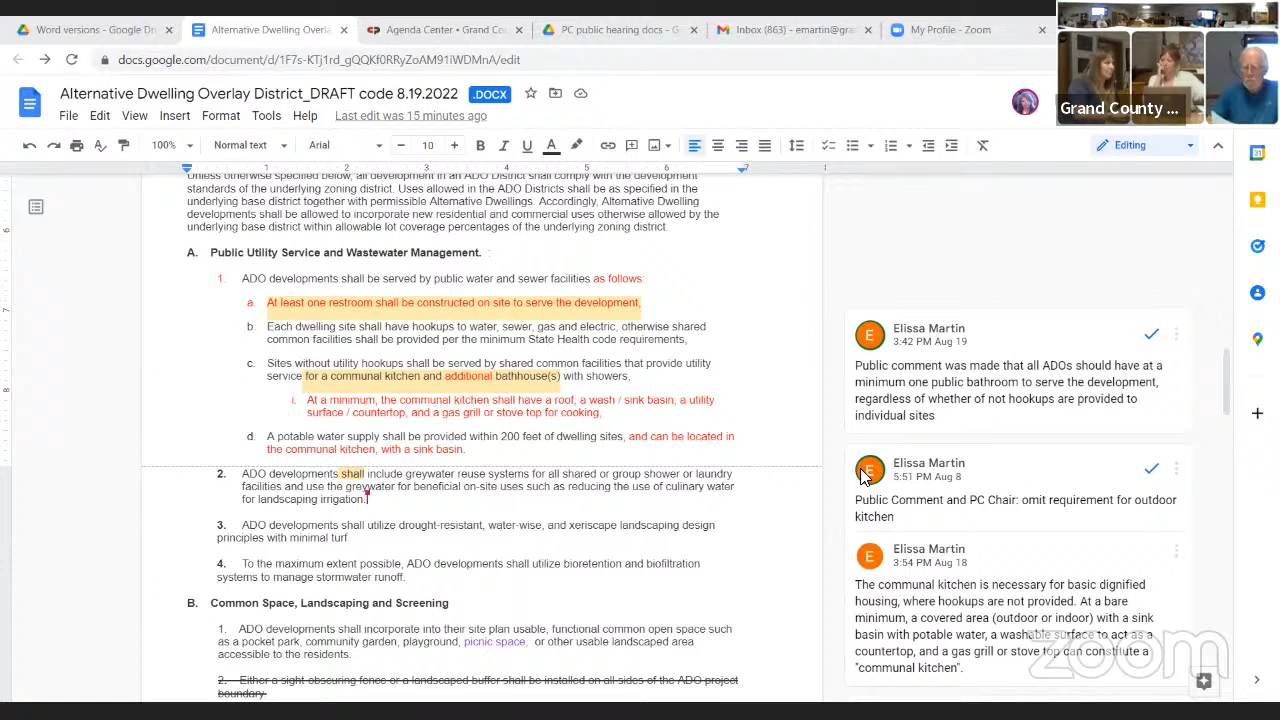 Word versions - Google Dr
Alternative Dwelling Overla
Agenda Center • Grand Co
PC public hearing docs - G
Inbox (863) - emartin@gra
My Profile - Zoom
docs.google.com/document/d/1F7s-KTj1rd_gQQKf0RRyZoAM91iWDMnA/edit
Grand County ...
Alternative Dwelling Overlay District_DRAFT code 8.19.2022
.DOCX
File Edit View Insert Format Tools Help Last edit was 15 minutes ago
100% Normal text Arial 10 B I U A Editing
1 2 3 4 5 6 7 1
Unless otherwise specified below, all development in an ADO District shall comply with the development
standards of the underlying zoning district. Uses allowed in the ADO Districts shall be as specified in the
underlying base district together with permissible Alternative Dwellings. Accordingly, Alternative Dwelling
developments shall be allowed to incorporate new residential and commercial uses otherwise allowed by the
underlying base district within allowable lot coverage percentages of the underlying zoning district.
A. Public Utility Service and Wastewater Management.
1. ADO developments shall be served by public water and sewer facilities as follows:
a. At least one restroom shall be constructed on site to serve the development,
b. Each dwelling site shall have hookups to water, sewer, gas and electric, otherwise shared
common facilities shall be provided per the minimum State Health code requirements,
c. Sites without utility hookups shall be served by shared common facilities that provide utility
service for a communal kitchen and additional bathhouse(s) with showers,
i. At a minimum, the communal kitchen shall have a roof, a wash / sink basin, a utility
surface / countertop, and a gas grill or stove top for cooking,
d. A potable water supply shall be provided within 200 feet of dwelling sites, and can be located in
the communal kitchen, with a sink basin.
2. ADO developments shall include greywater reuse systems for all shared or group shower or laundry
facilities and use the greywater for beneficial on-site uses such as reducing the use of culinary water
for landscaping irrigation.
3. ADO developments shall utilize drought-resistant, water-wise, and xeriscape landscaping design
principles with minimal turf.
4. To the maximum extent possible, ADO developments shall utilize bioretention and biofiltration
systems to manage stormwater runoff.
B. Common Space, Landscaping and Screening
1. ADO developments shall incorporate into their site plan usable, functional common open space such
as a pocket park, community garden, playground, picnic space, or other usable landscaped area
accessible to the residents.
2. Either a sight-obscuring fence or a landscaped buffer shall be installed on all sides of the ADO project
boundary.
6
7
8
9
E Elissa Martin
3:42 PM Aug 19
Public comment was made that all ADOs should have at a
minimum one public bathroom to serve the development,
regardless of whether of not hookups are provided to
individual sites
E Elissa Martin
5:51 PM Aug 8
Public Comment and PC Chair: omit requirement for outdoor
kitchen
E Elissa Martin
3:54 PM Aug 18
The communal kitchen is necessary for basic dignified
housing, where hookups are not provided. At a bare
minimum, a covered area (outdoor or indoor) with a sink
basin with potable water, a washable surface to act as a
countertop, and a gas grill or stove top can constitute a
"communal kitchen".
zoom
31